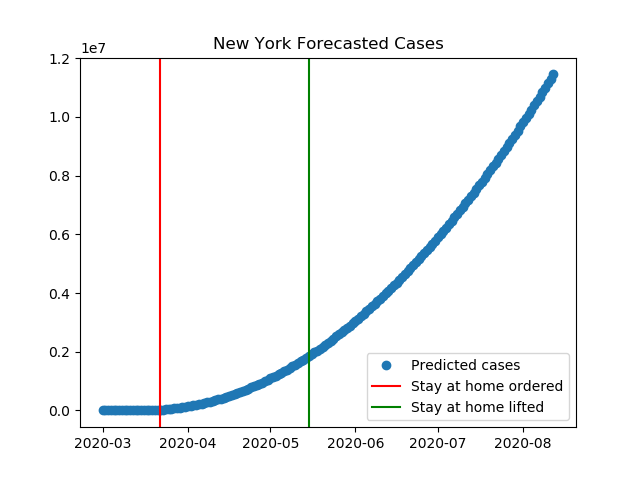 New York Forecasted Cases
1e7
1.2
1.0
0.8
0.6
0.4
0.2
0.0
Predicted cases
Stay at home ordered
Stay at home lifted
2020-03 2020-04 2020-05 2020-06 2020-07 2020-08